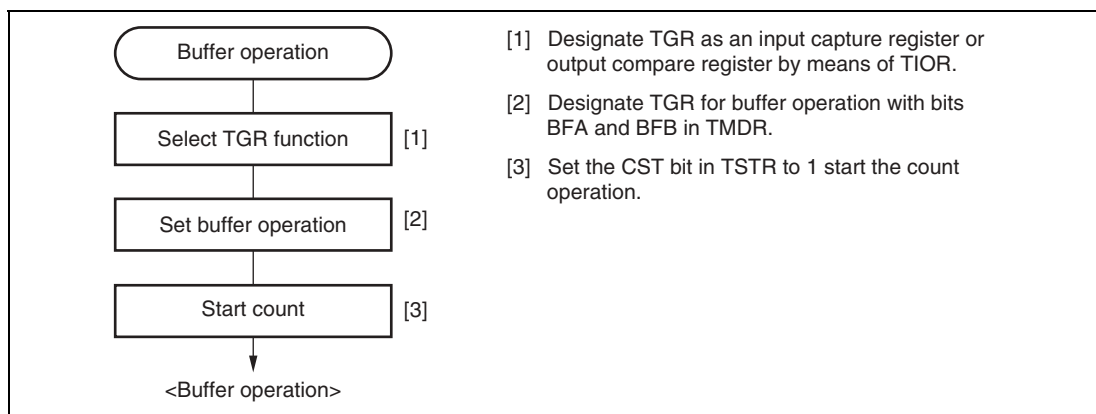 Buffer operation
Select TGR function [1]
Set buffer operation [2]
Start count [3]
<Buffer operation>
[1] Designate TGR as an input capture register or
output compare register by means of TIOR.
[2] Designate TGR for buffer operation with bits
BFA and BFB in TMDR.
[3] Set the CST bit in TSTR to 1 start the count
operation.